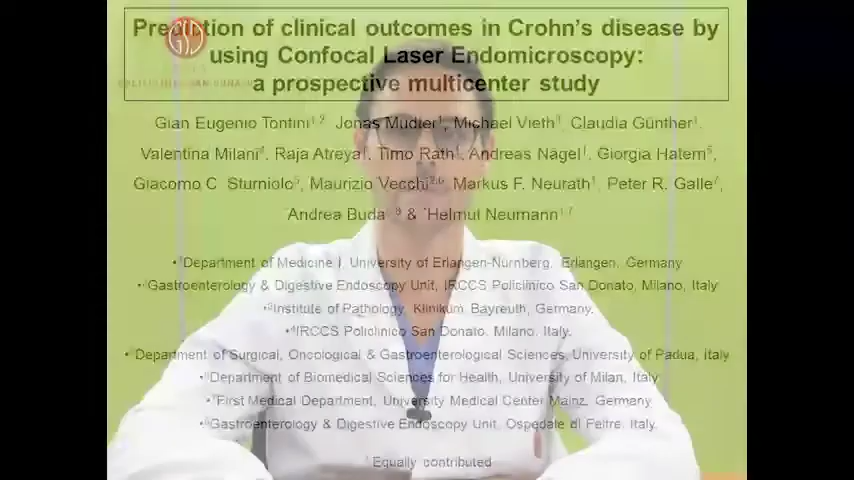 Prediction of clinical outcomes in Crohn's disease by
using Confocal Laser Endomicroscopy:
a prospective multicenter study
Gian Eugenio Tontini1,2, Jonas Mudter1, Michael Vieth3, Claudia Günther1,
Valentina Milani4, Raja Atreya1, Timo Rath1, Andreas Nägel1, Giorgia Hatem5,
Giacomo C. Sturniolo5, Maurizio Vecchi2,6, Markus F. Neurath1, Peter R. Galle7,
Andrea Buda*,8 & *Helmut Neumann1,7
•1Department of Medicine I, University of Erlangen-Nürnberg, Erlangen, Germany
•2Gastroenterology & Digestive Endoscopy Unit, IRCCS Policlinico San Donato, Milano, Italy
•3Institute of Pathology, Klinikum Bayreuth, Germany.
•4IRCCS Policlinico San Donato, Milano, Italy.
•5Department of Surgical, Oncological & Gastroenterological Sciences, University of Padua, Italy
•6Department of Biomedical Sciences for Health, University of Milan, Italy
•7First Medical Department, University Medical Center Mainz, Germany
•8Gastroenterology & Digestive Endoscopy Unit, Ospedale di Feltre, Italy.
* Equally contributed